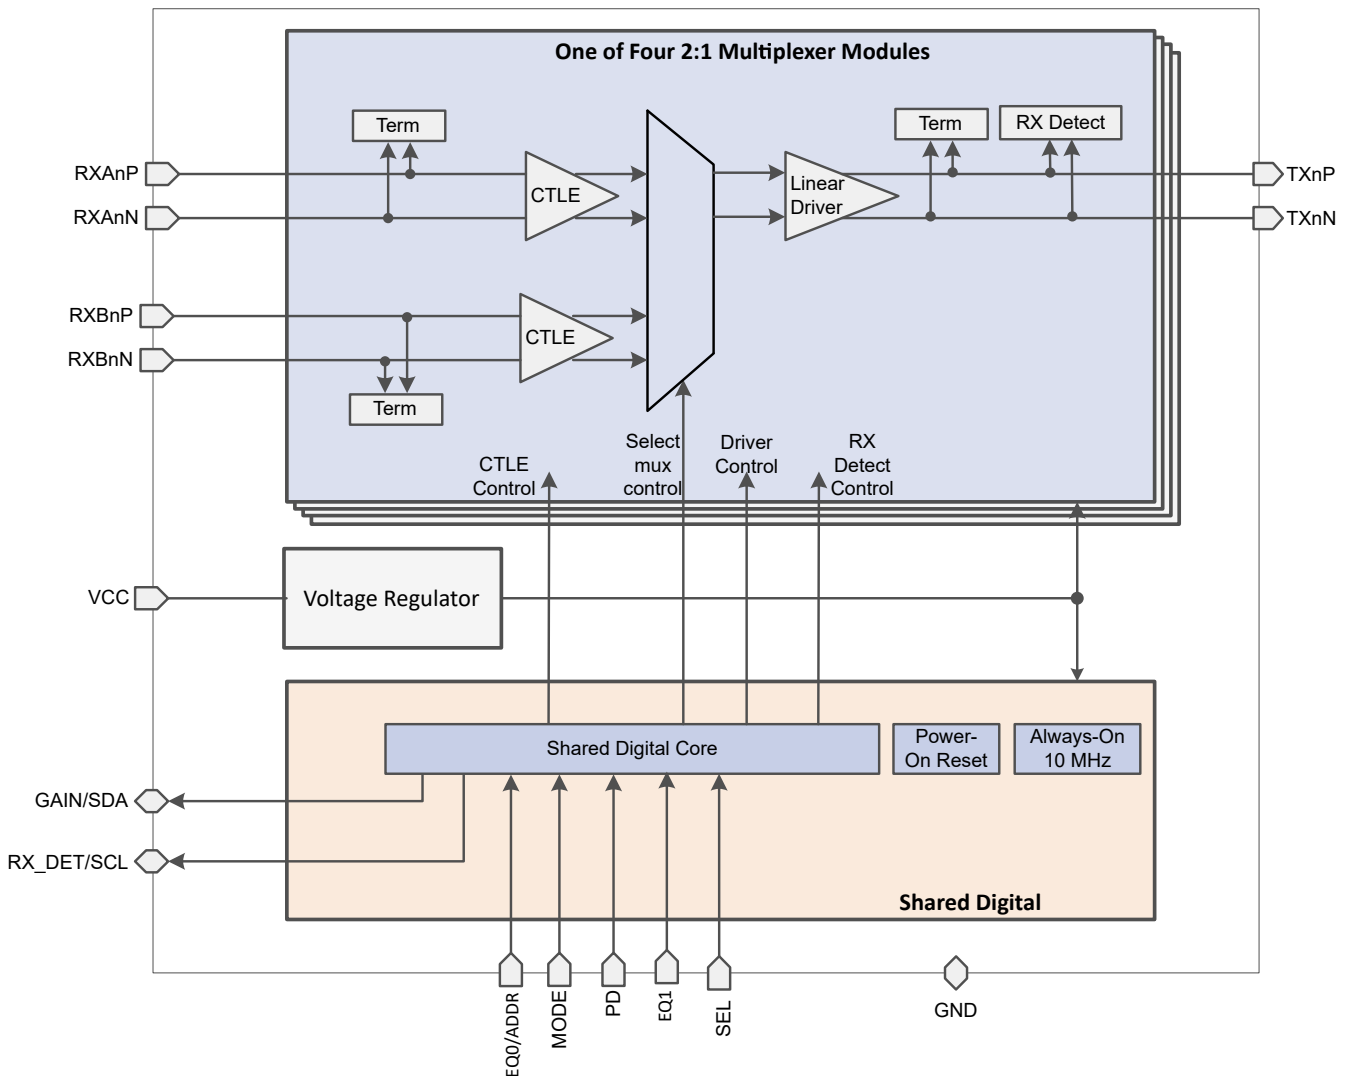 One of Four 2:1 Multiplexer Modules
Term
Term
RX Detect
RXAnP
TXnP
CTLE
Linear
Driver
RXAnN
TXnN
RXBnP
CTLE
RXBnN
Term
CTLE
Control
Select
mux
control
Driver
Control
RX
Detect
Control
VCC
Voltage Regulator
Shared Digital Core
Power-
On Reset
Always-On
10 MHz
GAIN/SDA
RX_DET/SCL
Shared Digital
EQ0/ADDR
MODE
PD
EQ1
SEL
GND